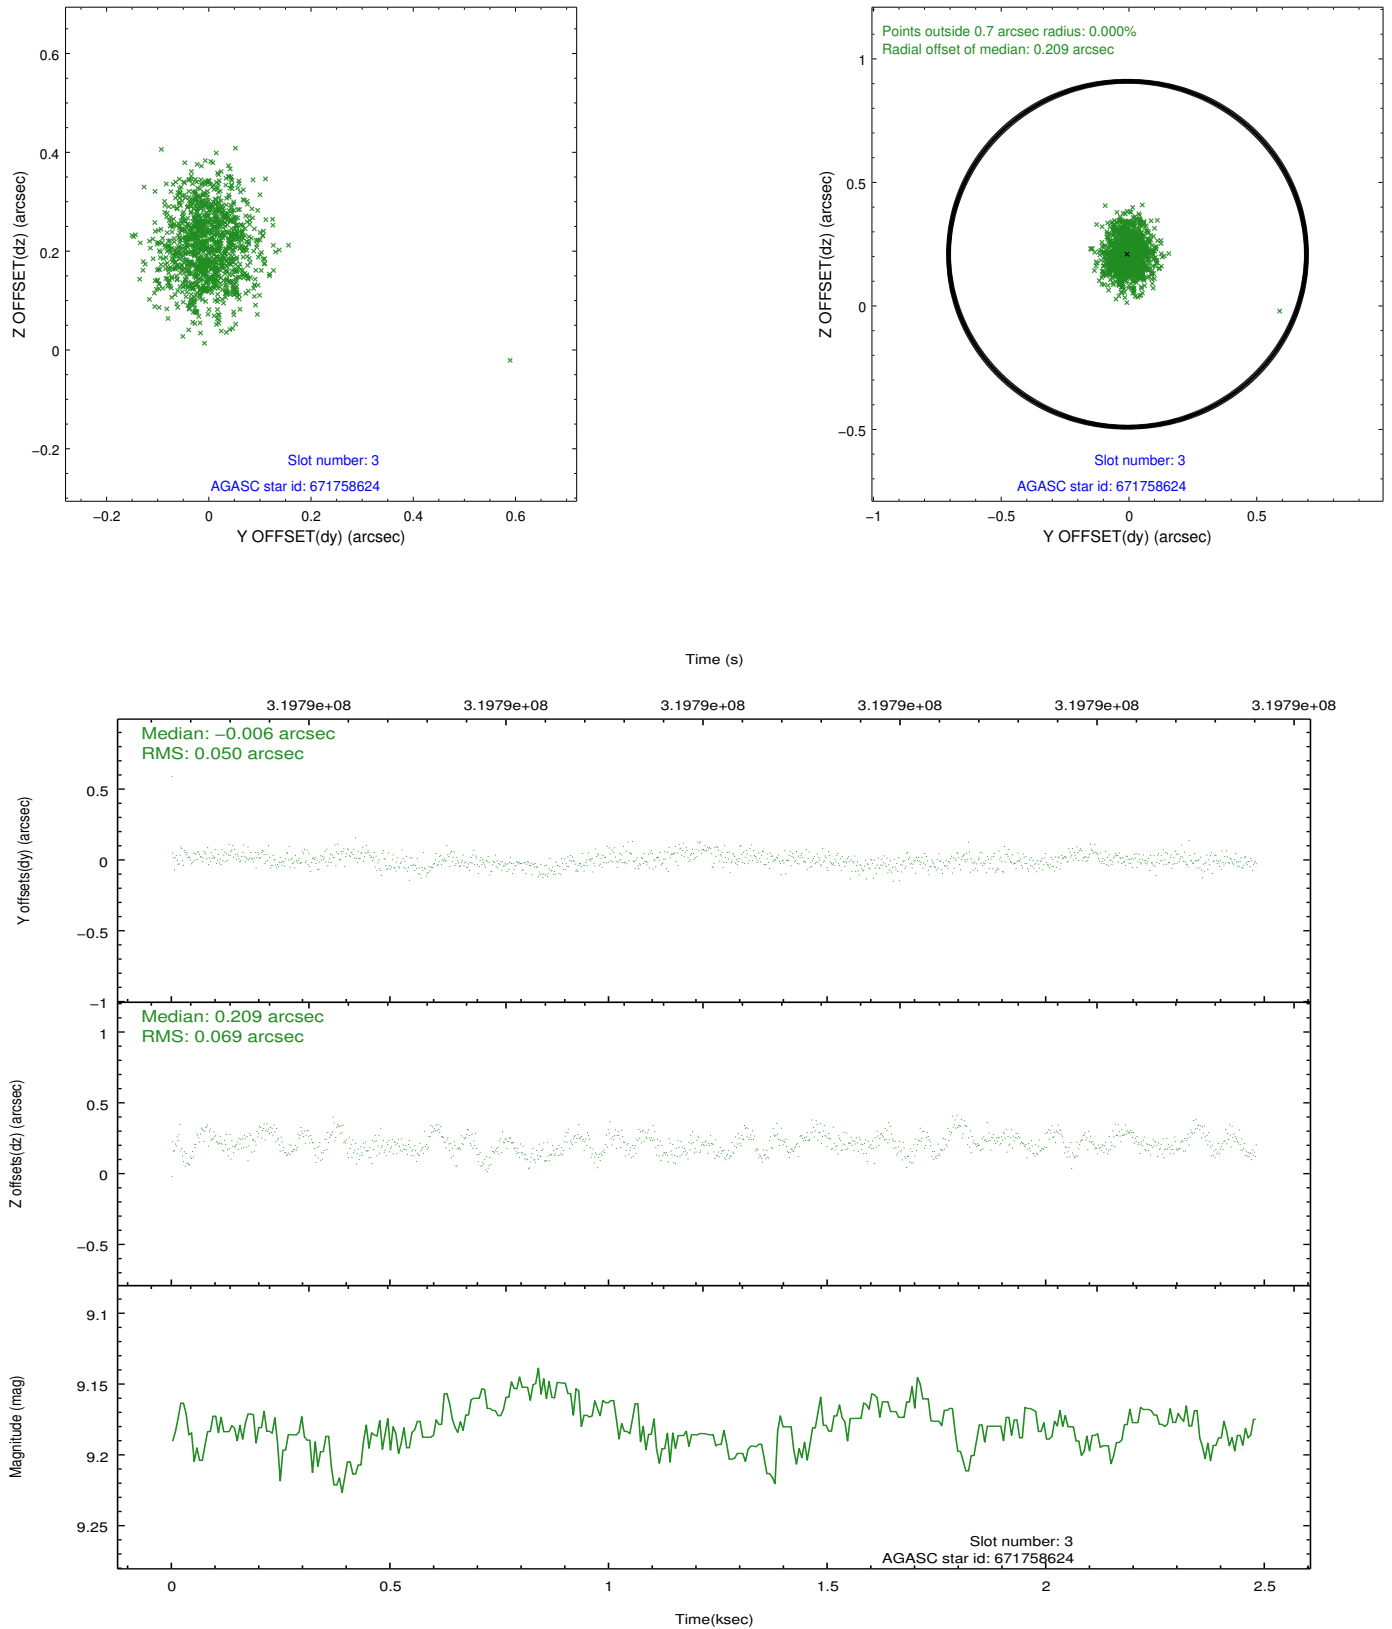 0.6
0.4
0.2
0
−0.2
Z OFFSET(dz) (arcsec)
Slot number: 3
AGASC star id: 671758624
−0.2 0 0.2 0.4 0.6
Y OFFSET(dy) (arcsec)
Points outside 0.7 arcsec radius: 0.000%
Radial offset of median: 0.209 arcsec
1
0.5
0
−0.5
Z OFFSET(dz) (arcsec)
Slot number: 3
AGASC star id: 671758624
−1 −0.5 0 0.5
Y OFFSET(dy) (arcsec)
Time (s)
3.1979e+08 3.1979e+08 3.1979e+08 3.1979e+08 3.1979e+08 3.1979e+08
Median: −0.006 arcsec
RMS: 0.050 arcsec
0.5
0
−0.5
−1
Y offsets(dy) (arcsec)
Median: 0.209 arcsec
RMS: 0.069 arcsec
1
0.5
0
−0.5
Z offsets(dz) (arcsec)
9.1
9.15
9.2
9.25
Magnitude (mag)
Slot number: 3
AGASC star id: 671758624
0 0.5 1 1.5 2 2.5
Time(ksec)